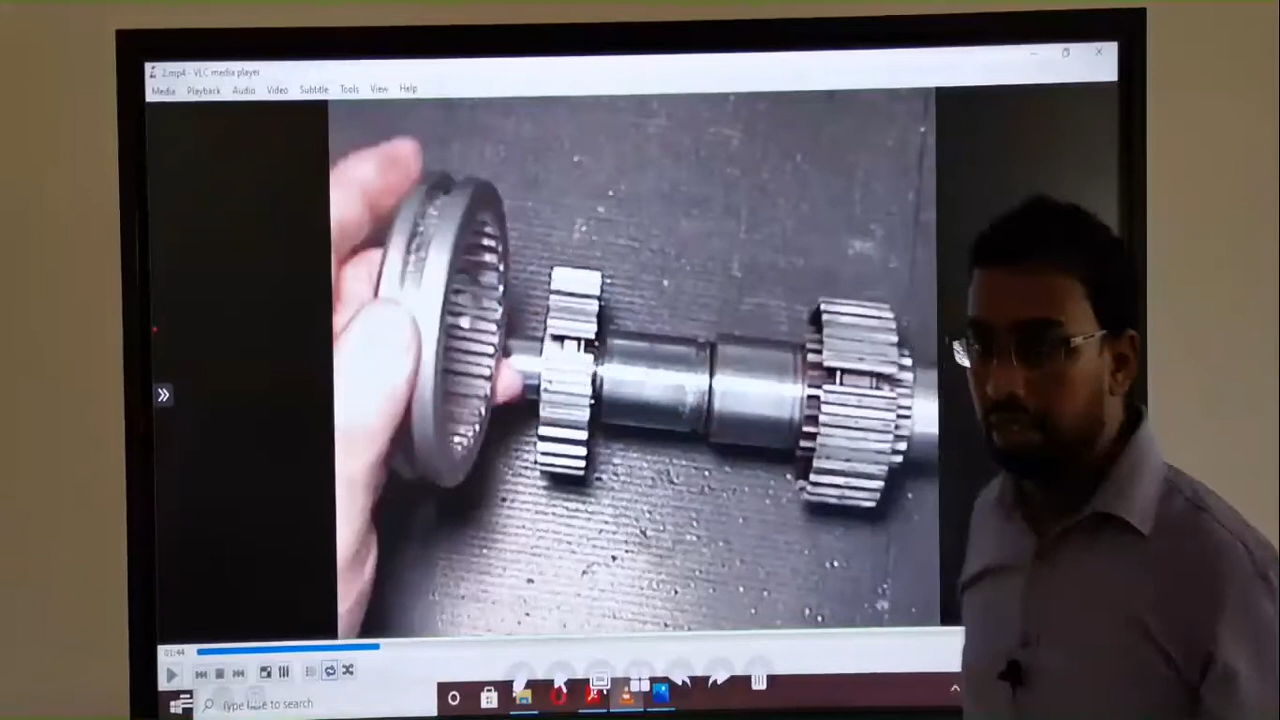 2.mp4 - VLC media player
Media Playback Audio Video Subtitle Tools View Help
01:44
Type here to search